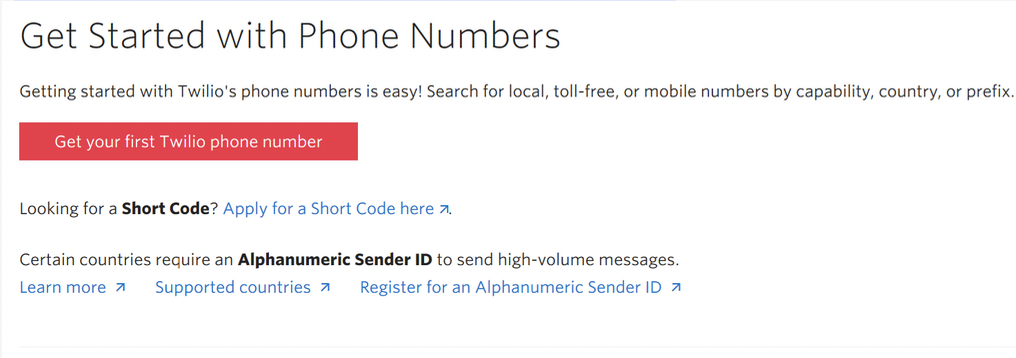 Get Started with Phone Numbers
Getting started with Twilio's phone numbers is easy! Search for local, toll-free, or mobile numbers by capability, country, or prefix.
Get your first Twilio phone number
Looking for a Short Code? Apply for a Short Code here.
Certain countries require an Alphanumeric Sender ID to send high-volume messages.
Learn more Supported countries Register for an Alphanumeric Sender ID